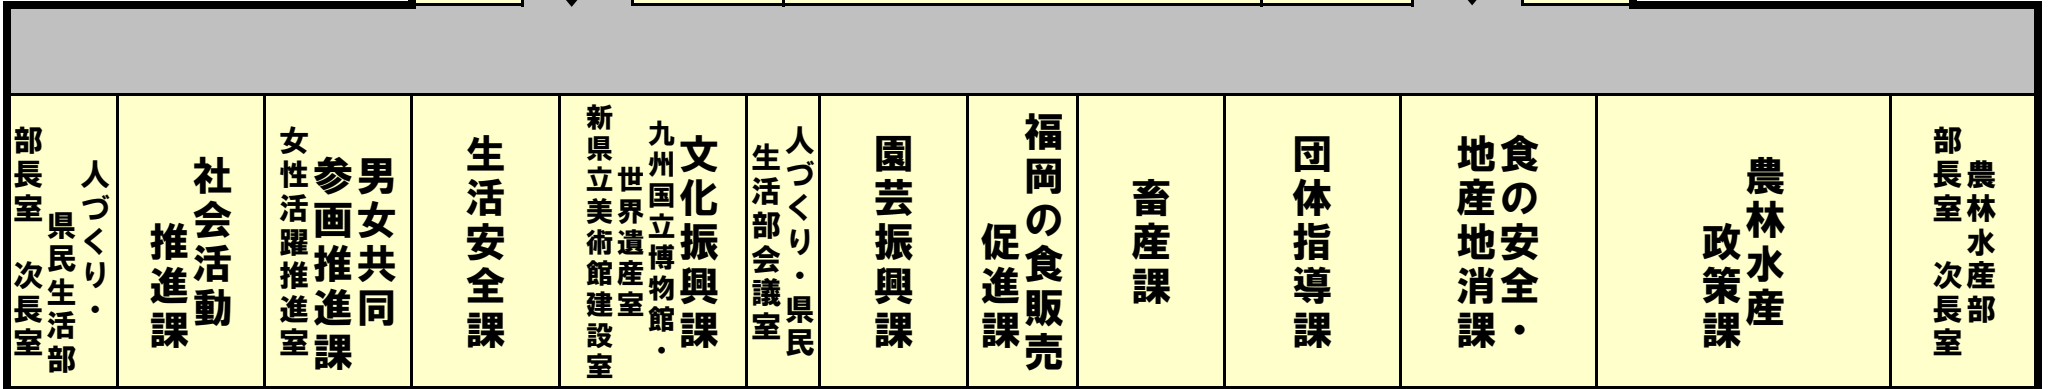 人づくり・
県民生活部
部長室　次長室
社会活動
推進課
男女共同
参画推進課
女性活躍推進室
生活安全課
文化振興課
九州国立博物館・
世界遺産室
新県立美術館建設室
人づくり・県民
生活部会議室
園芸振興課
福岡の食販売
促進課
畜産課
団体指導課
食の安全・
地産地消課
農林水産
政策課
農林水産部
部長室　次長室